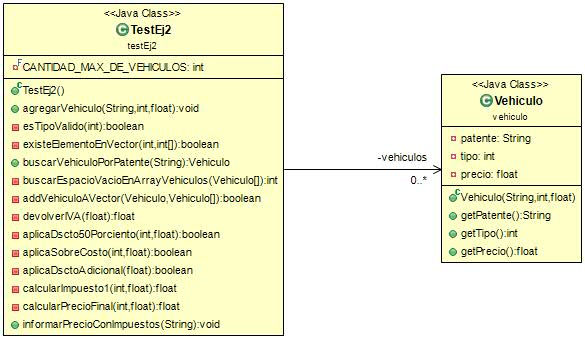 <<Java Class>>
TestEj2
testEj2
CANTIDAD_MAX_DE_VEHICULOS: int
TestEj2()
agregarVehiculo(String,int,float):void
esTipoValido(int):boolean
existeElementoEnVector(int,int[]):boolean
buscarVehiculoPorPatente(String):Vehiculo
buscarEspacioVacioEnArrayVehiculos(Vehiculo[]):int
addVehiculoAVector(Vehiculo,Vehiculo[]):boolean
devolverIVA(float):float
aplicaDscto50Porciento(int,float):boolean
aplicaSobreCosto(int,float):boolean
aplicaDsctoAdicional(float):boolean
calcularImpuesto1(int,float):float
calcularPrecioFinal(int,float):float
informarPrecioConImpuestos(String):void
-vehiculos
0..*
<<Java Class>>
Vehiculo
vehiculo
patente: String
tipo: int
precio: float
Vehiculo(String,int,float)
getPatente():String
getTipo():int
getPrecio():float